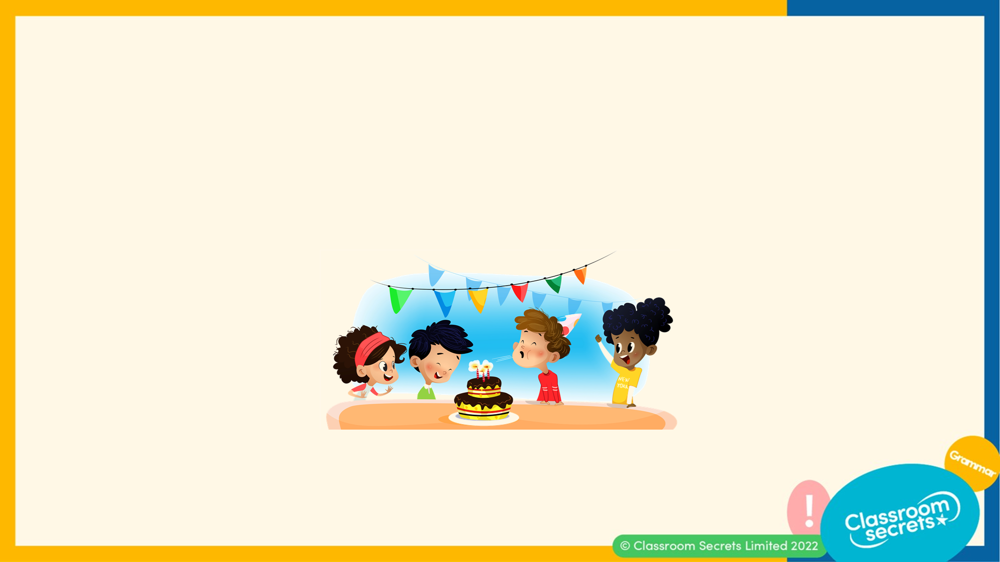 NEW
YORK
Grammar
!
Classroom
secrets
© Classroom Secrets Limited 2022